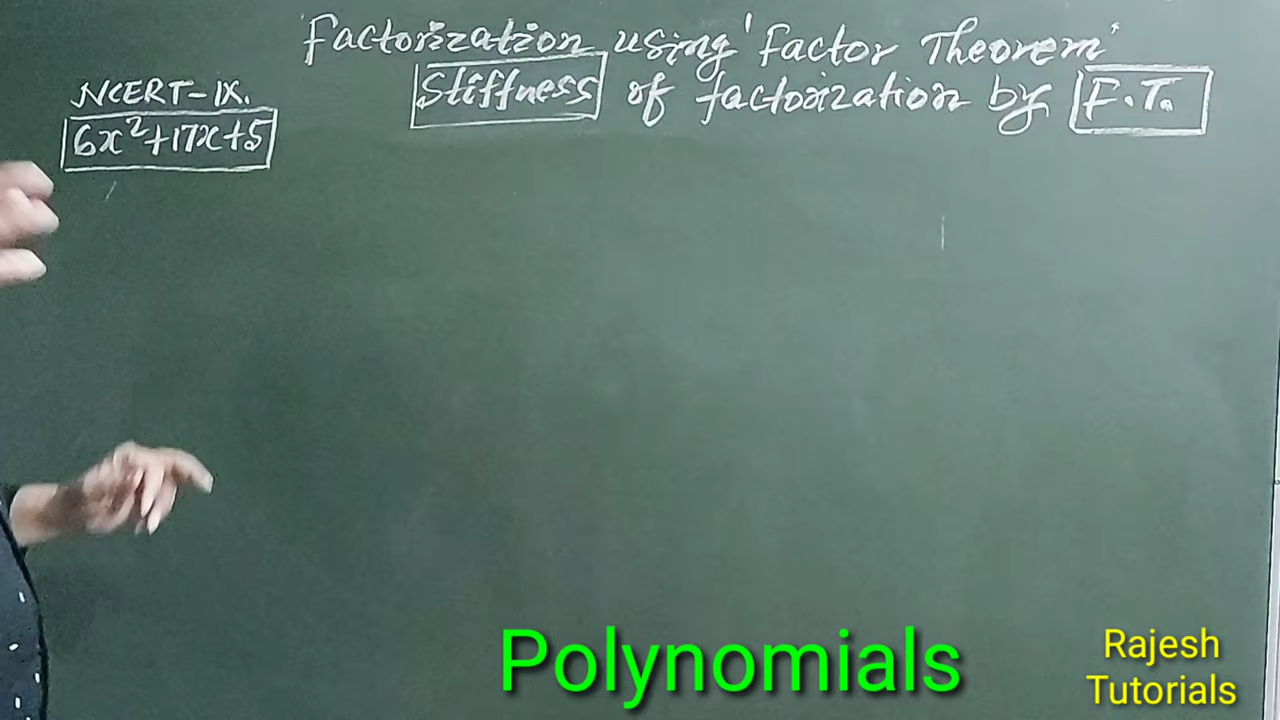 Factorization using 'Factor Theorem"
Stiffness of factorization by F.T.
NCERT-IX.
6x²+17x+5
Polynomials
Rajesh
Tutorials